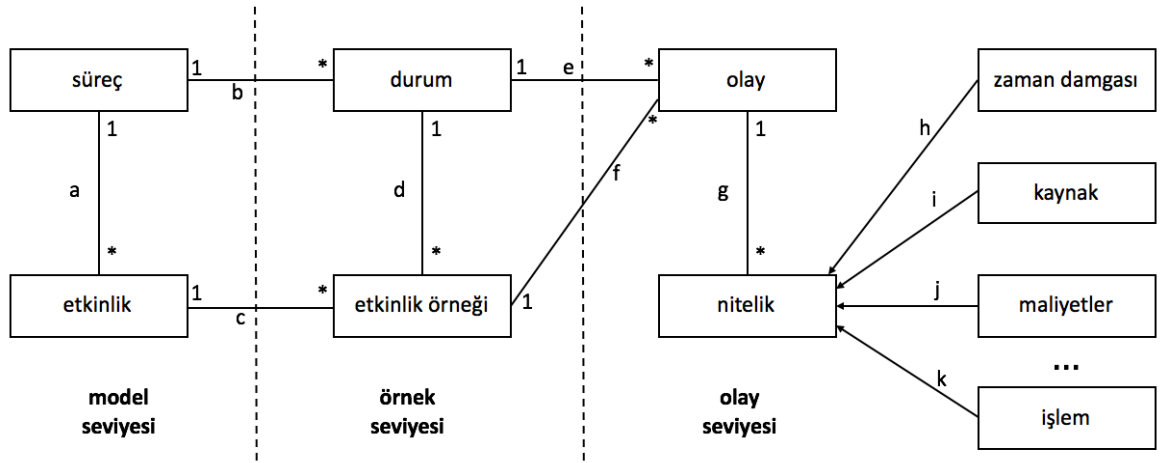 süreç
1
b
*
durum
1
e
*
olay
zaman damgası
1
1
*
1
h
a
d
f
g
i
kaynak
*
*
*
etkinlik
1
c
*
etkinlik örneği
1
nitelik
j
maliyetler
...
k
işlem
model
seviyesi
örnek
seviyesi
olay
seviyesi